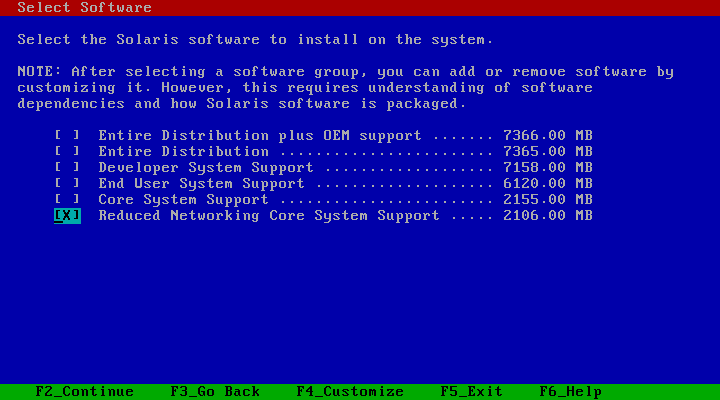 Select Software
Select the Solaris software to install on the system.
NOTE: After selecting a software group, you can add or remove software by
customizing it. However, this requires understanding of software
dependencies and how Solaris software is packaged.
[ ] Entire Distribution plus OEM support ....... 7366.00 MB
[ ] Entire Distribution ........................ 7365.00 MB
[ ] Developer System Support ................... 7158.00 MB
[ ] End User System Support .................... 6120.00 MB
[ ] Core System Support ........................ 2155.00 MB
[X] Reduced Networking Core System Support ..... 2106.00 MB
F2_Continue F3_Go Back F4_Customize F5_Exit F6_Help